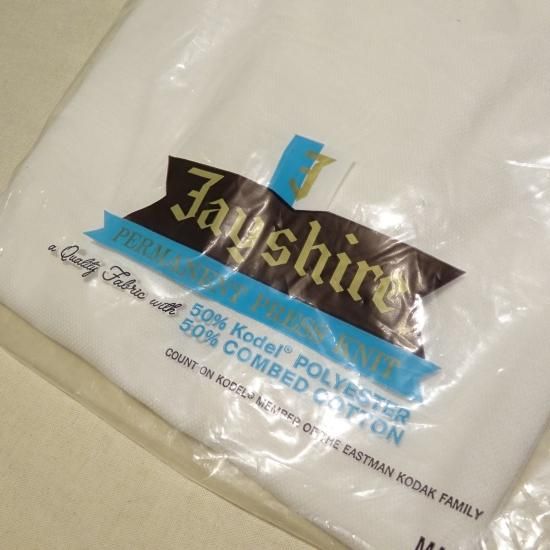 J
Jayshire
PERMANENT PRESS KNIT
a Quality Fabric with
50% Kodel® POLYESTER
50% COMBED COTTON
COUNT ON KODEL® MEMBER OF THE EASTMAN KODAK FAMILY